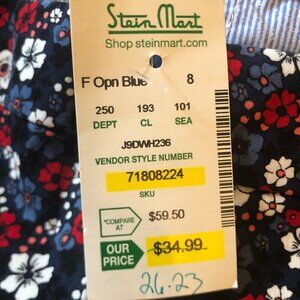 Stein Mart
Shop steinmart.com
F Opn Blue 8
250 193 101
DEPT CL SEA
J9DWH236
VENDOR STYLE NUMBER
71808224
SKU
*COMPARE AT $59.50
OUR PRICE $34.99
26.23